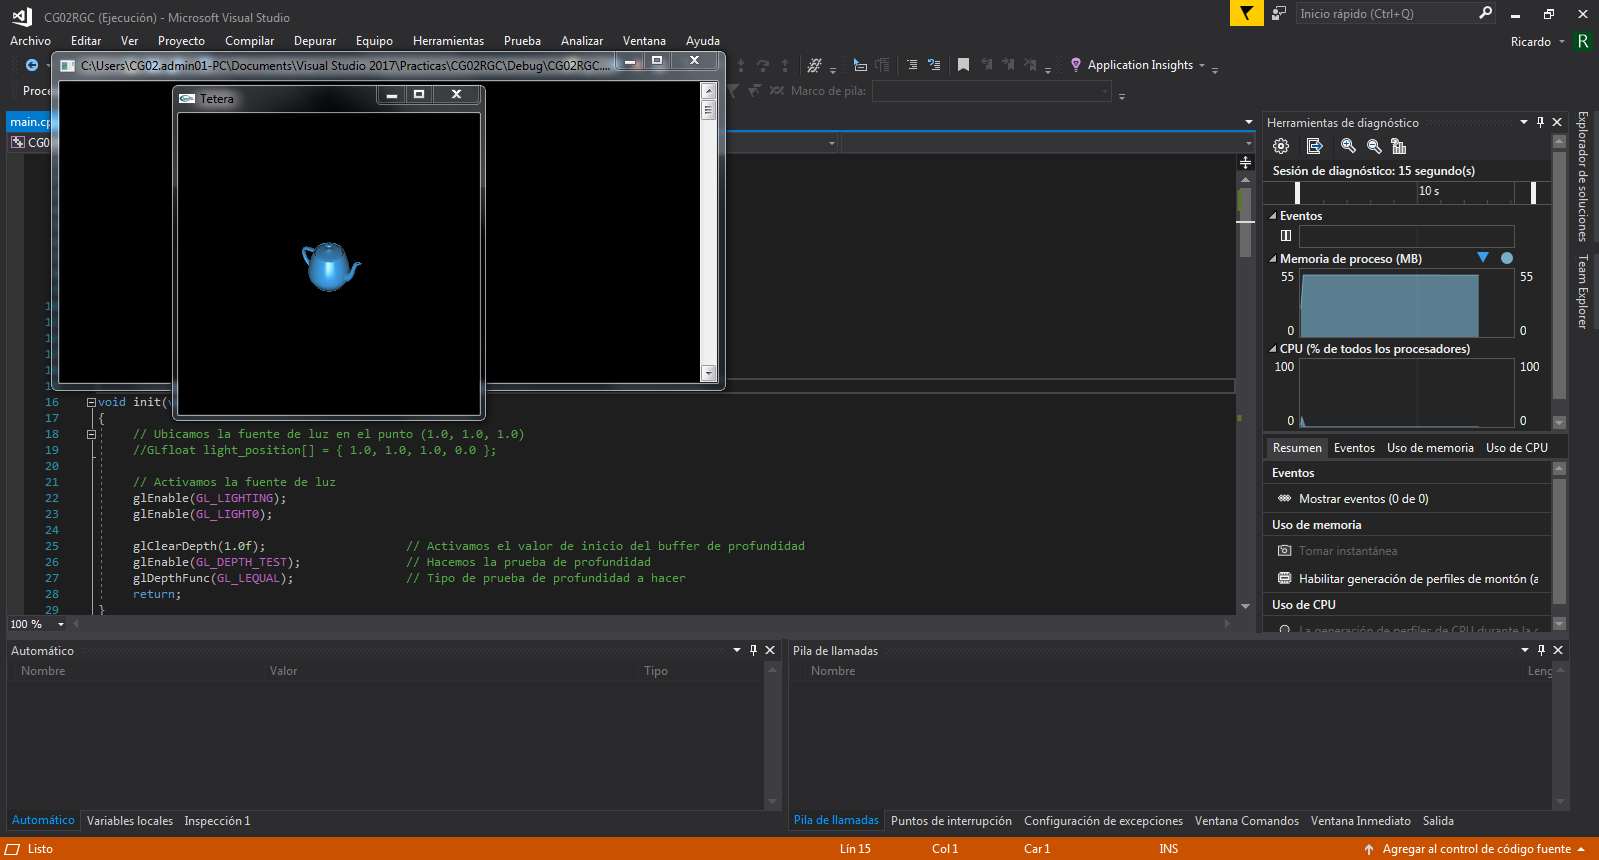 CG02RGC (Ejecución) - Microsoft Visual Studio
Inicio rápido (Ctrl+Q)
Archivo Editar Ver Proyecto Compilar Depurar Equipo Herramientas Prueba Analizar Ventana Ayuda
Ricardo R
C:\Users\CG02.admin01-PC\Documents\Visual Studio 2017\Practicas\CG02RGC\Debug\CG02RGC....
Application Insights
Proce
Marco de pila:
Tetera
main.cp
CG0
Herramientas de diagnóstico
Sesión de diagnóstico: 15 segundo(s)
10 s
Eventos
Memoria de proceso (MB)
55 55
0 0
CPU (% de todos los procesadores)
100 100
0 0
Resumen Eventos Uso de memoria Uso de CPU
Eventos
Mostrar eventos (0 de 0)
Uso de memoria
Tomar instantánea
Habilitar generación de perfiles de montón (a
Uso de CPU
La generación de perfiles de CPU durante la
Explorador de soluciones
Team Explorer
16 void init(
17 {
18 // Ubicamos la fuente de luz en el punto (1.0, 1.0, 1.0)
19 //GLfloat light_position[] = { 1.0, 1.0, 1.0, 0.0 };
20
21 // Activamos la fuente de luz
22 glEnable(GL_LIGHTING);
23 glEnable(GL_LIGHT0);
24
25 glClearDepth(1.0f); // Activamos el valor de inicio del buffer de profundidad
26 glEnable(GL_DEPTH_TEST); // Hacemos la prueba de profundidad
27 glDepthFunc(GL_LEQUAL); // Tipo de prueba de profundidad a hacer
28 return;
29 }
100 %
Automático
Nombre Valor Tipo
Pila de llamadas
Nombre Leng
Automático Variables locales Inspección 1
Pila de llamadas Puntos de interrupción Configuración de excepciones Ventana Comandos Ventana Inmediato Salida
Listo Lín 15 Col 1 Car 1 INS Agregar al control de código fuente